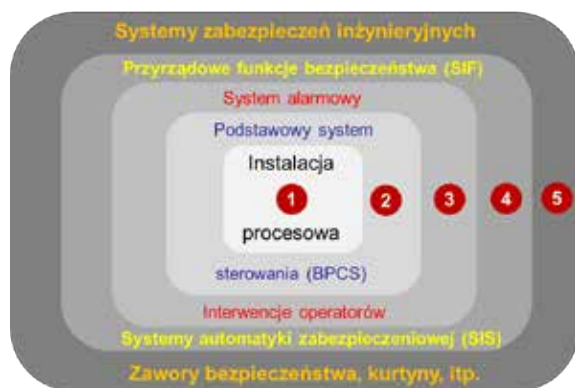 Systemy zabezpieczeń inżynieryjnych
Przyrządowe funkcje bezpieczeństwa (SIF)
System alarmowy
Podstawowy system
Instalacja
1 2 3 4 5
procesowa
sterowania (BPCS)
Interwencje operatorów
Systemy automatyki zabezpieczeniowej (SIS)
Zawory bezpieczeństwa, kurtyny, itp.